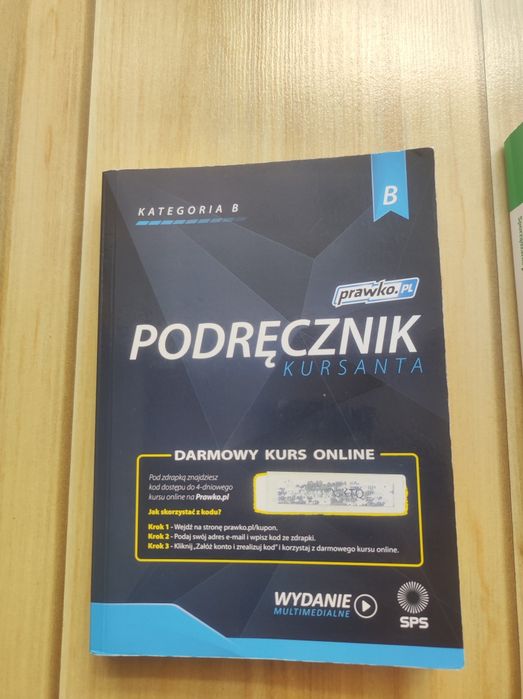 KATEGORIA B
B
prawko.PL
PODRĘCZNIK
KURSANTA
DARMOWY KURS ONLINE
Pod zdrapką znajdziesz
kod dostępu do 4-dniowego
kursu online na Prawko.pl
Jak skorzystać z kodu?
Krok 1 - Wejdź na stronę prawko.pl/kupon.
Krok 2 - Podaj swój adres e-mail i wpisz kod ze zdrapki.
Krok 3 - Kliknij „Załóż konto i zrealizuj kod" i korzystaj z darmowego kursu online.
WYDANIE
MULTIMEDIALNE
SPS